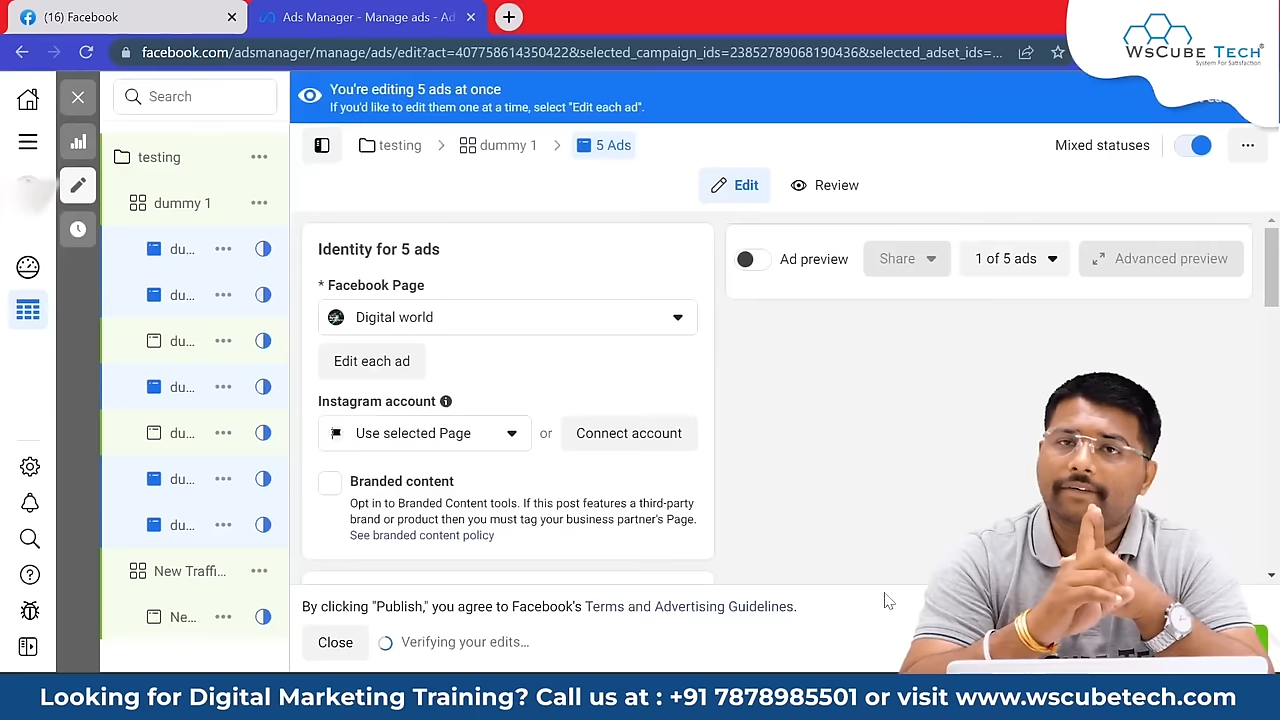 (16) Facebook
Ads Manager - Manage ads - Ad
facebook.com/adsmanager/manage/ads/edit?act=407758614350422&selected_campaign_ids=23852789068190436&selected_adset_ids=...
WsCube Tech
System For Satisfaction
Search
You're editing 5 ads at once
If you'd like to edit them one at a time, select "Edit each ad".
testing
dummy 1
5 Ads
Mixed statuses
testing
dummy 1
du...
du...
du...
du...
du...
du...
du...
New Traffi...
Ne...
Edit
Review
Identity for 5 ads
* Facebook Page
Digital world
Edit each ad
Instagram account
Use selected Page
or
Connect account
Branded content
Opt in to Branded Content tools. If this post features a third-party
brand or product then you must tag your business partner's Page.
See branded content policy
Ad preview
Share
1 of 5 ads
Advanced preview
By clicking "Publish," you agree to Facebook's Terms and Advertising Guidelines.
Close
Verifying your edits...
Looking for Digital Marketing Training? Call us at : +91 7878985501 or visit www.wscubetech.com